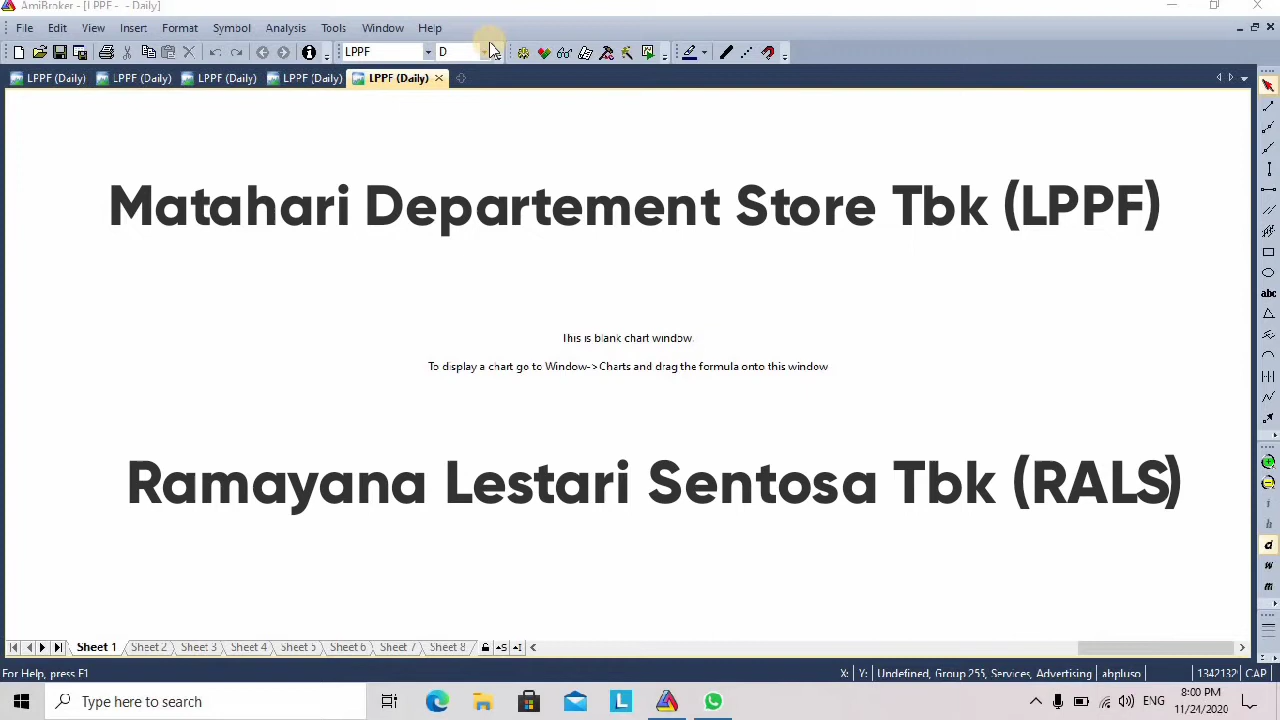 AmiBroker - [LPPF - - Daily]
File Edit View Insert Format Symbol Analysis Tools Window Help
LPPF D
LPPF (Daily) LPPF (Daily) LPPF (Daily) LPPF (Daily) LPPF (Daily)
Matahari Departement Store Tbk (LPPF)
abc
This is blank chart window.
To display a chart go to Window->Charts and drag the formula onto this window
Ramayana Lestari Sentosa Tbk (RALS)
i
h
d
w
m
Sheet 1 Sheet 2 Sheet 3 Sheet 4 Sheet 5 Sheet 6 Sheet 7 Sheet 8
For Help, press F1 X: Y: Undefined, Group 255, Services, Advertising abpluso 1342132 CAP
Type here to search ENG 8:00 PM
11/24/2020